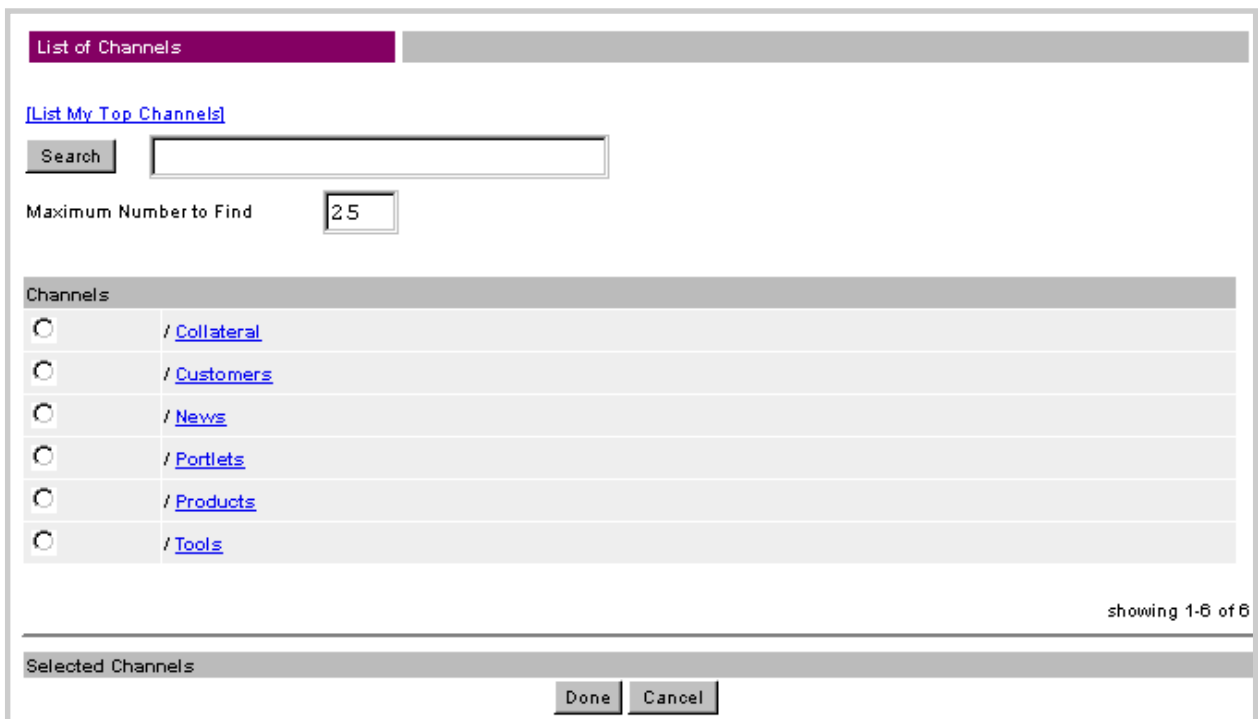 List of Channels
[List My Top Channels]
Search
Maximum Number to Find 25
Channels
/ Collateral
/ Customers
/ News
/ Portlets
/ Products
/ Tools
showing 1-6 of 6
Selected Channels
Done Cancel